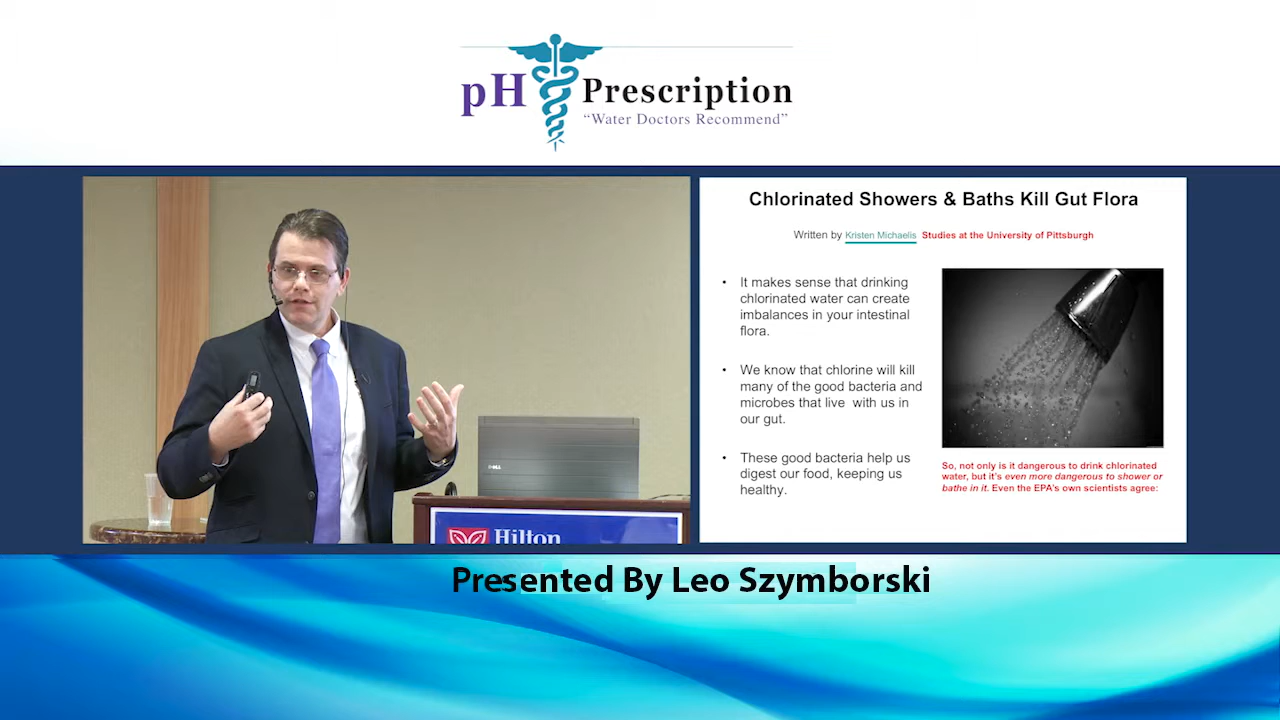 pH Prescription
“Water Doctors Recommend”
DELL
Hilton
Chlorinated Showers & Baths Kill Gut Flora
Written by Kristen Michaelis Studies at the University of Pittsburgh
• It makes sense that drinking
chlorinated water can create
imbalances in your intestinal
flora.
• We know that chlorine will kill
many of the good bacteria and
microbes that live with us in
our gut.
• These good bacteria help us
digest our food, keeping us
healthy.
So, not only is it dangerous to drink chlorinated
water, but it's even more dangerous to shower or
bathe in it. Even the EPA's own scientists agree:
Presented By Leo Szymborski